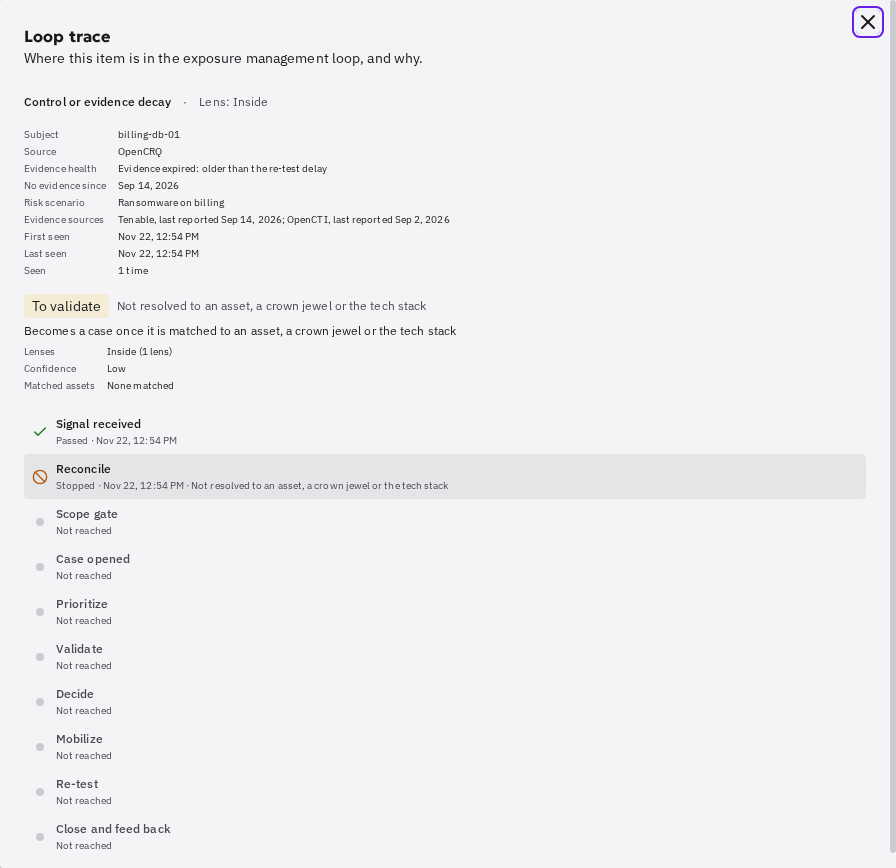 Loop trace
Where this item is in the exposure management loop, and why.
Control or evidence decay · Lens: Inside
Subject billing-db-01
Source OpenCRQ
Evidence health Evidence expired: older than the re-test delay
No evidence since Sep 14, 2026
Risk scenario Ransomware on billing
Evidence sources Tenable, last reported Sep 14, 2026; OpenCTI, last reported Sep 2, 2026
First seen Nov 22, 12:54 PM
Last seen Nov 22, 12:54 PM
Seen 1 time
To validate Not resolved to an asset, a crown jewel or the tech stack
Becomes a case once it is matched to an asset, a crown jewel or the tech stack
Lenses Inside (1 lens)
Confidence Low
Matched assets None matched
Signal received
Passed · Nov 22, 12:54 PM
Reconcile
Stopped · Nov 22, 12:54 PM · Not resolved to an asset, a crown jewel or the tech stack
Scope gate
Not reached
Case opened
Not reached
Prioritize
Not reached
Validate
Not reached
Decide
Not reached
Mobilize
Not reached
Re-test
Not reached
Close and feed back
Not reached